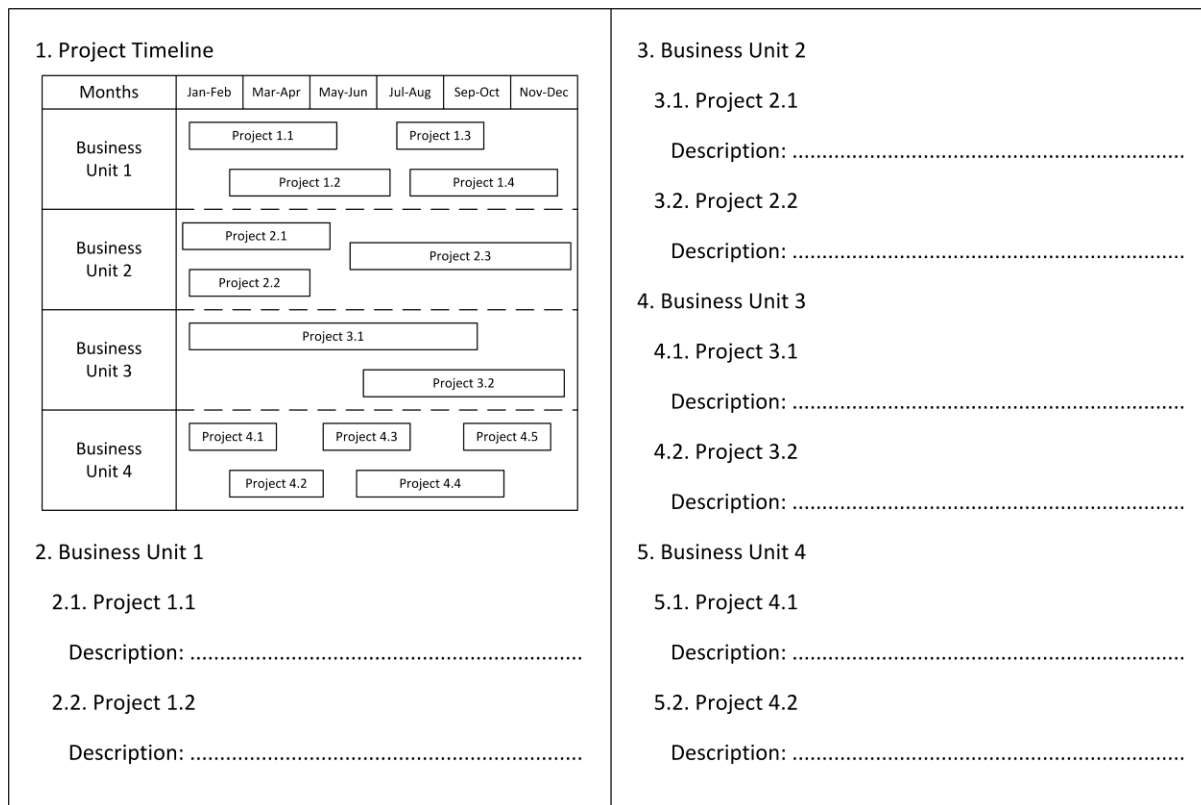 1. Project Timeline
Months Jan-Feb Mar-Apr May-Jun Jul-Aug Sep-Oct Nov-Dec
Business
Unit 1
Project 1.1 Project 1.3
Project 1.2 Project 1.4
Business
Unit 2
Project 2.1
Project 2.3
Project 2.2
Business
Unit 3
Project 3.1
Project 3.2
Business
Unit 4
Project 4.1 Project 4.3 Project 4.5
Project 4.2 Project 4.4
2. Business Unit 1
2.1. Project 1.1
Description: ..................................................................
2.2. Project 1.2
Description: ..................................................................
3. Business Unit 2
3.1. Project 2.1
Description: ..................................................................
3.2. Project 2.2
Description: ..................................................................
4. Business Unit 3
4.1. Project 3.1
Description: ..................................................................
4.2. Project 3.2
Description: ..................................................................
5. Business Unit 4
5.1. Project 4.1
Description: ..................................................................
5.2. Project 4.2
Description: ..................................................................